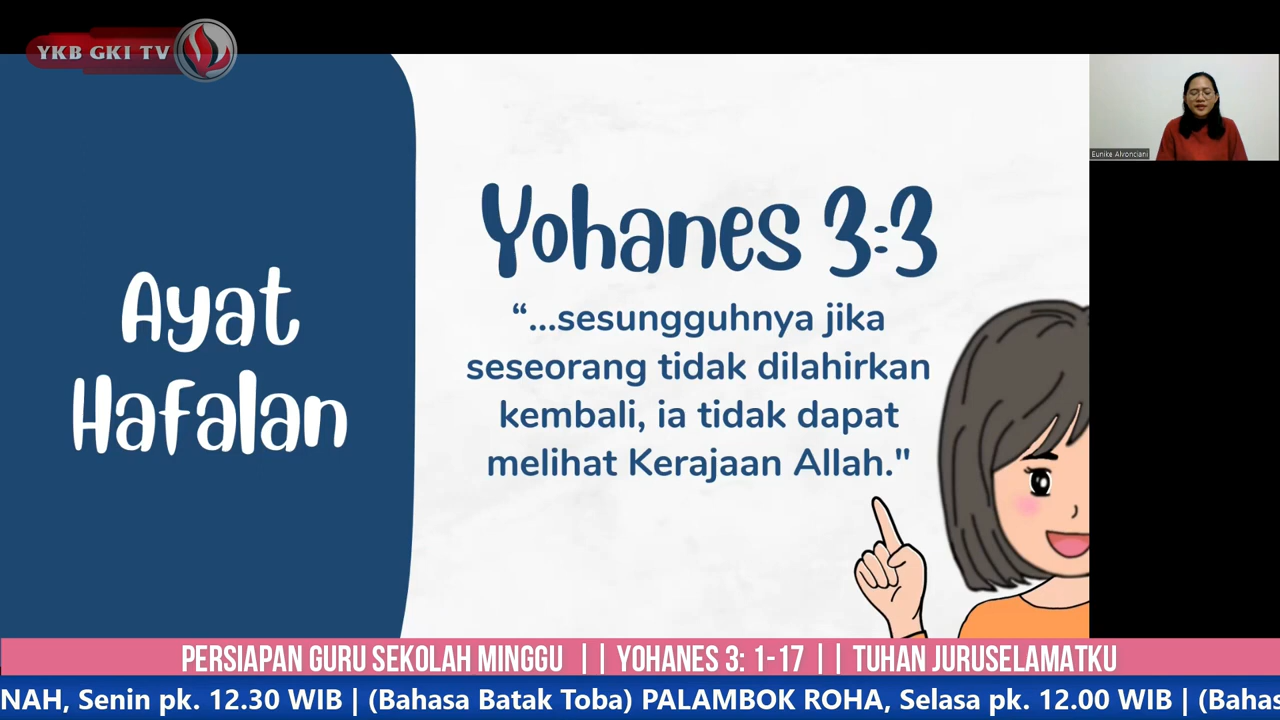 YKB GKI TV
Eunike Alvonciani
Ayat
Hafalan
Yohanes 3:3
“...sesungguhnya jika
seseorang tidak dilahirkan
kembali, ia tidak dapat
melihat Kerajaan Allah."
PERSIAPAN GURU SEKOLAH MINGGU || YOHANES 3: 1-17 || TUHAN JURUSELAMATKU
NAH, Senin pk. 12.30 WIB | (Bahasa Batak Toba) PALAMBOK ROHA, Selasa pk. 12.00 WIB | (Bahas